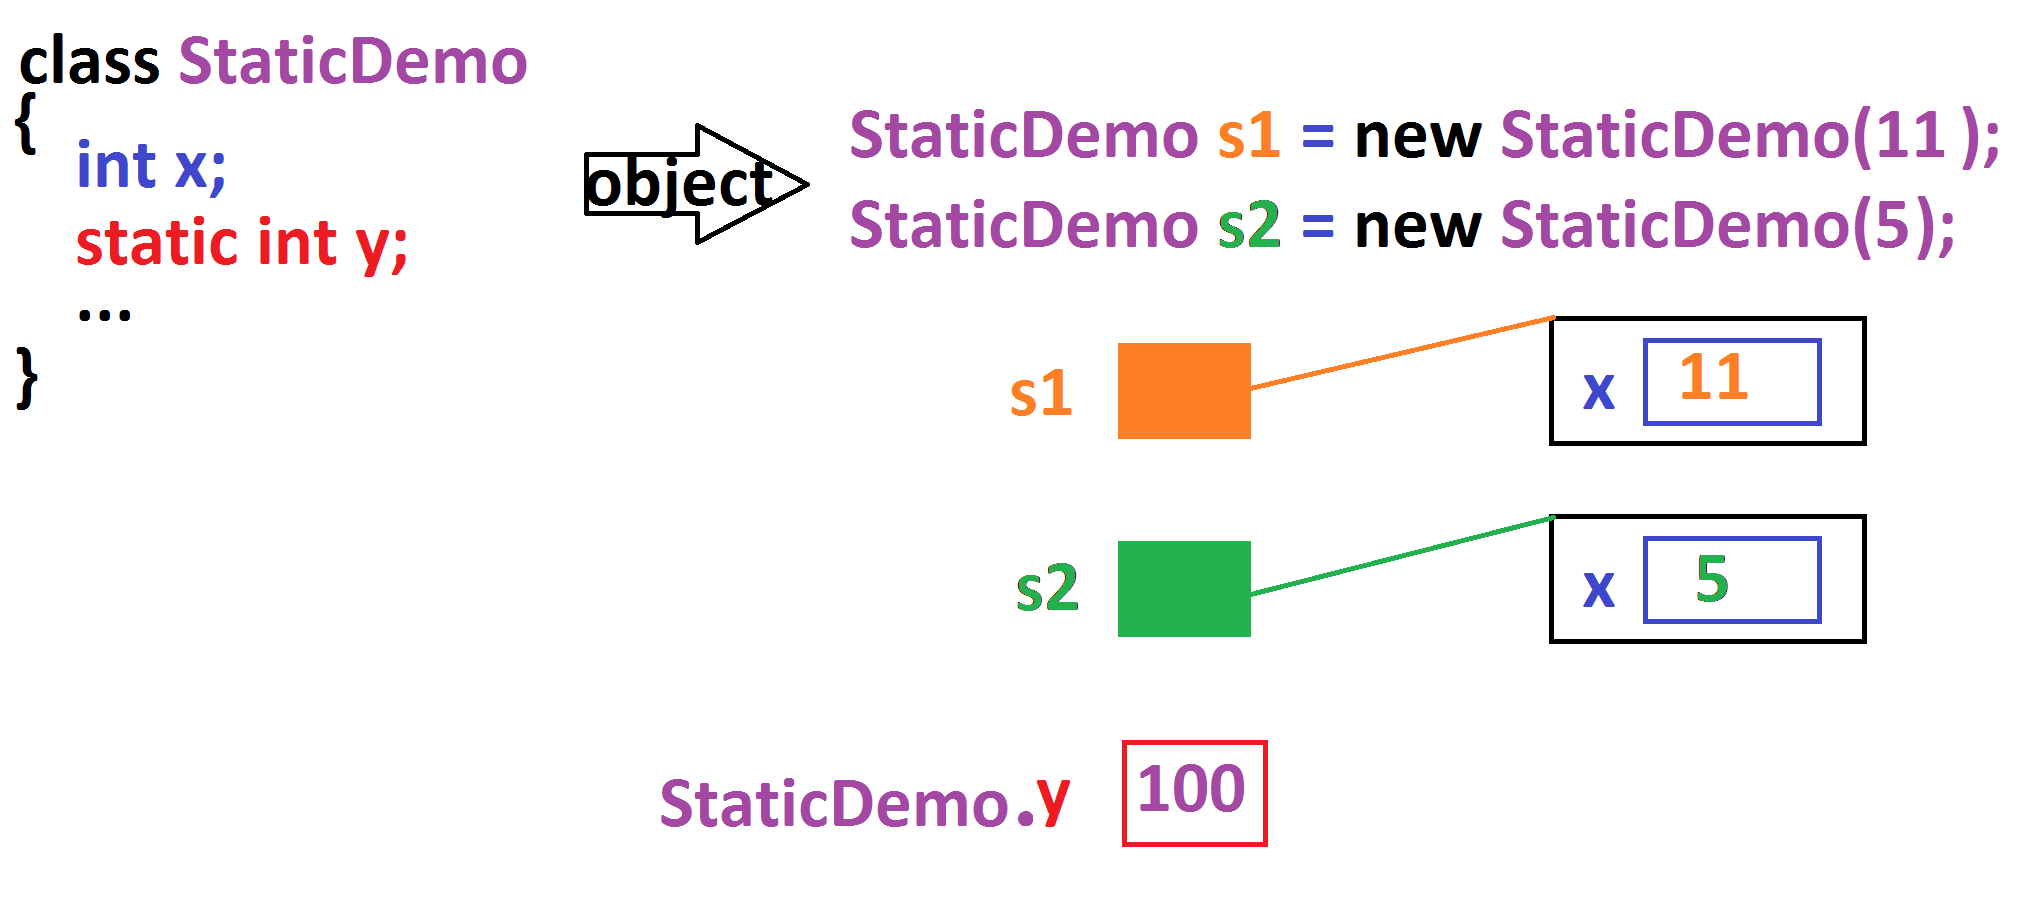 class StaticDemo
{
int x;
static int y;
...
}
object
StaticDemo s1 = new StaticDemo(11 );
StaticDemo s2 = new StaticDemo(5);
s1
x 11
s2
x 5
StaticDemo.y 100